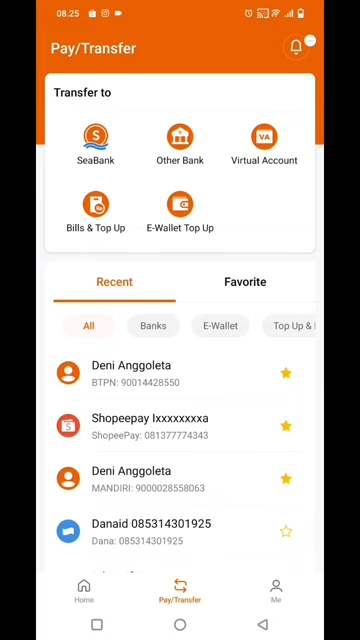 08.25
Pay/Transfer
Transfer to
SeaBank
Other Bank
VA
Virtual Account
Bills & Top Up
E-Wallet Top Up
Recent
Favorite
All
Banks
E-Wallet
Top Up &
Deni Anggoleta
BTPN: 90014428550
Shopeepay Ixxxxxxxxa
ShopeePay: 081377774343
Deni Anggoleta
MANDIRI: 9000028558063
Danaid 085314301925
Dana: 085314301925
Home
Pay/Transfer
Me